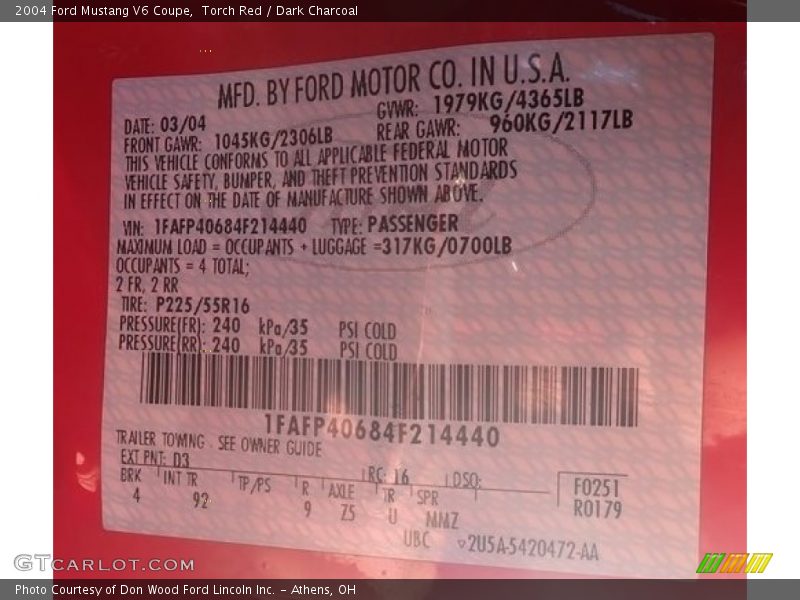 2004 Ford Mustang V6 Coupe,  Torch Red / Dark Charcoal
MFD. BY FORD MOTOR CO. IN U.S.A.
DATE: 03/04 GVWR: 1979KG/4365LB
FRONT GAWR: 1045KG/2306LB REAR GAWR: 960KG/2117LB
THIS VEHICLE CONFORMS TO ALL APPLICABLE FEDERAL MOTOR
VEHICLE SAFETY, BUMPER, AND THEFT PREVENTION STANDARDS
IN EFFECT ON THE DATE OF MANUFACTURE SHOWN ABOVE.
VIN: 1FAFP40684F214440 TYPE: PASSENGER
MAXIMUM LOAD = OCCUPANTS + LUGGAGE =317KG/0700LB
OCCUPANTS = 4 TOTAL;
2 FR, 2 RR
TIRE: P225/55R16
PRESSURE(FR): 240 kPa/35 PSI COLD
PRESSURE(RR): 240 kPa/35 PSI COLD
1FAFP40684F214440
TRAILER TOWING - SEE OWNER GUIDE
EXT PNT: D3 RC: 16 DSO:
BRK INT TR TP/PS R AXLE TR SPR F0251
4 92 9 Z5 U MMZ R0179
UBC 2U5A-5420472-AA
GTCARLOT.COM
Photo Courtesy of Don Wood Ford Lincoln Inc. - Athens, OH